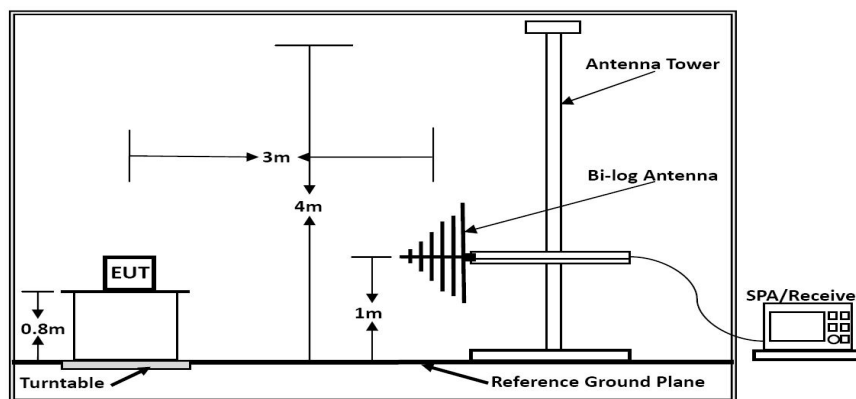 Antenna Tower
3m
Bi-log Antenna
4m
EUT
SPA/Receive
0.8m
1m
Turntable
Reference Ground Plane